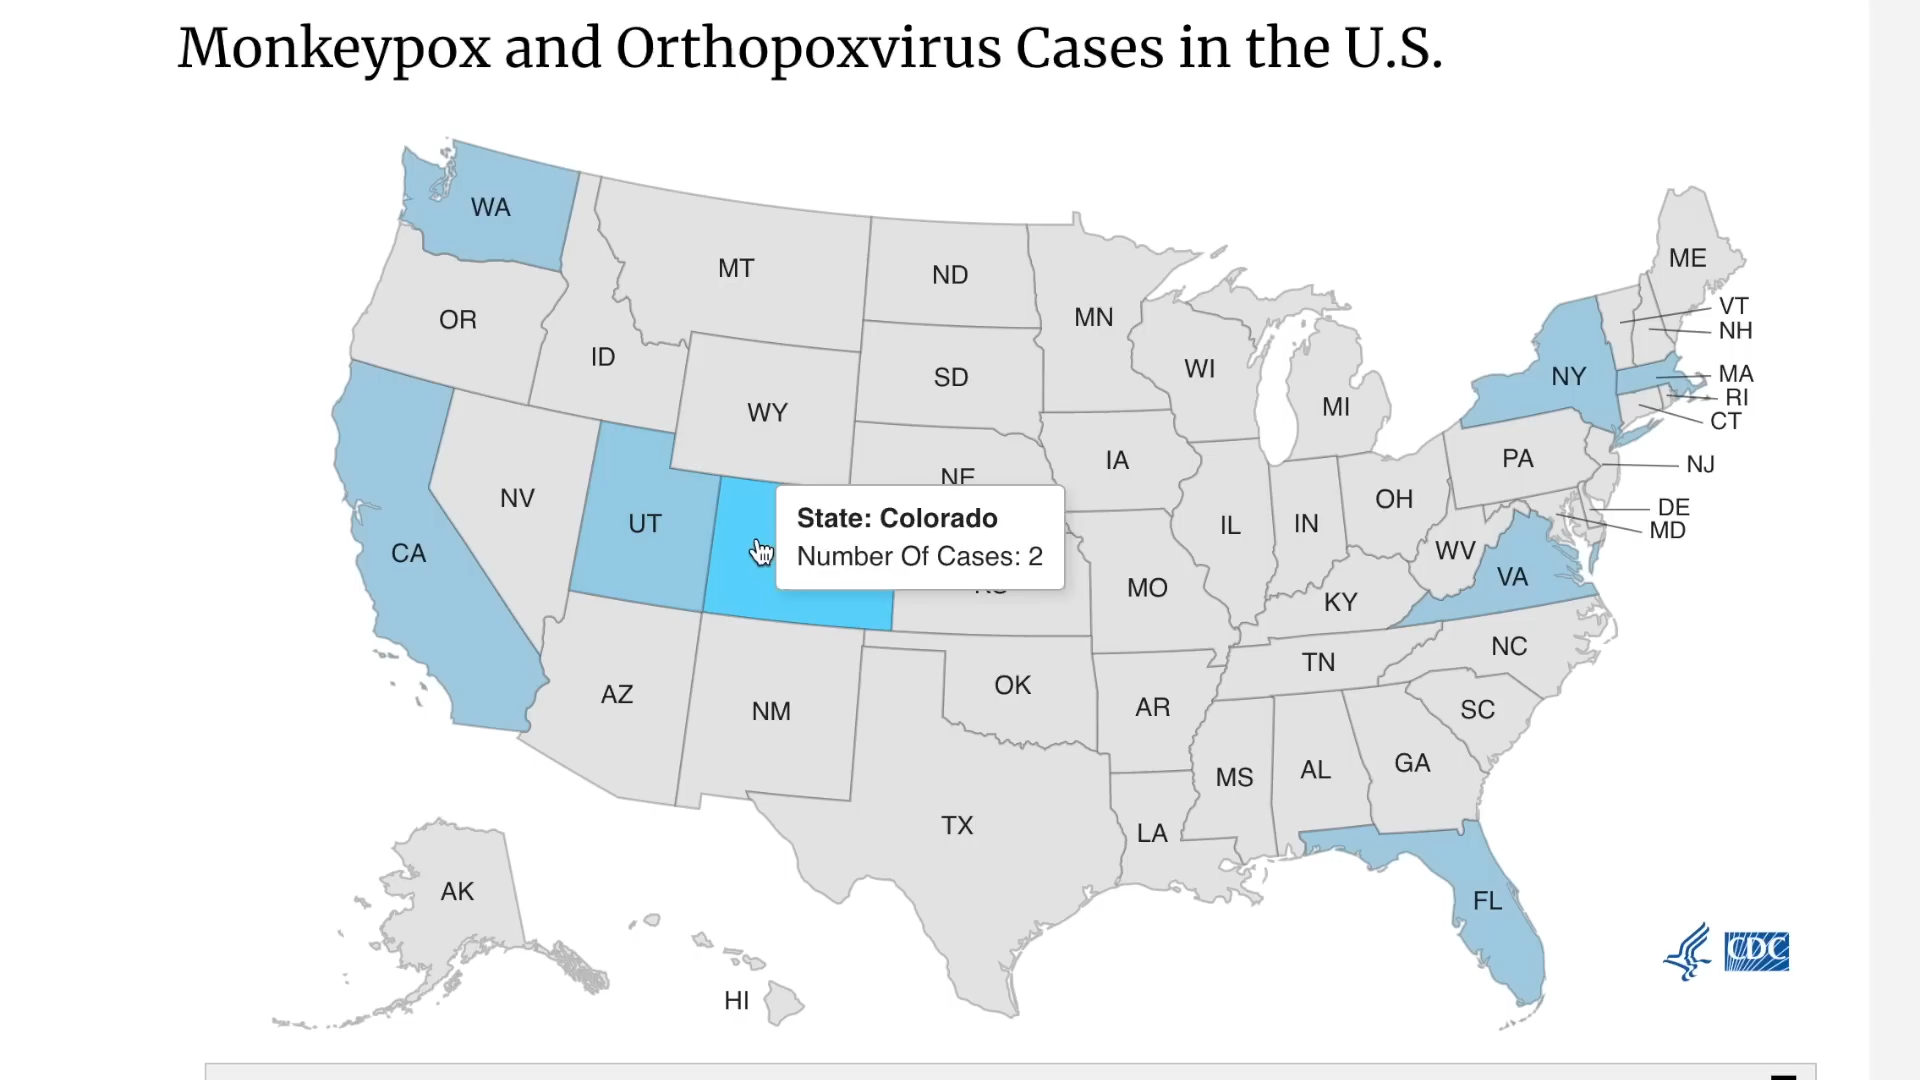 Monkeypox and Orthopoxvirus Cases in the U.S.
WA
MT
ND
MN
ME
OR
ID
SD
WI
MI
VT
NH
NY
MA
RI
CT
WY
NE
IA
PA
NJ
NV
UT
CA
State: Colorado
Number Of Cases: 2
IL
IN
OH
DE
MD
WV
VA
MO
KY
AZ
NM
OK
AR
TN
NC
SC
TX
LA
MS
AL
GA
FL
AK
HI
CDC